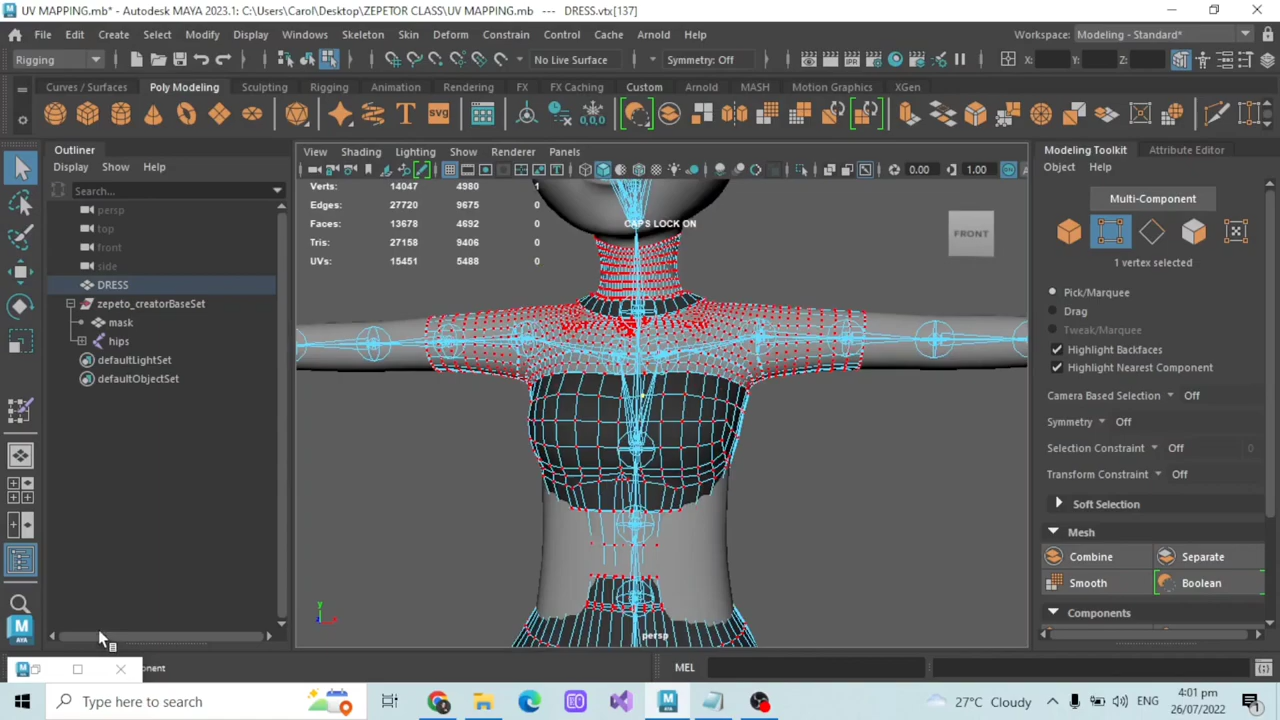 UV MAPPING.mb* - Autodesk MAYA 2023.1: C:\Users\Carol\Desktop\ZEPETOR CLASS\UV MAPPING.mb --- DRESS.vtx[137]
File Edit Create Select Modify Display Windows Skeleton Skin Deform Constrain Control Cache Arnold Help Workspace: Modeling - Standard*
Rigging No Live Surface Symmetry: Off X: Y: Z:
Curves / Surfaces Poly Modeling Sculpting Rigging Animation Rendering FX FX Caching Custom Arnold MASH Motion Graphics XGen
T SVG 0,0,0
Outliner
Display Show Help
Search...
persp
top
front
side
DRESS
zepeto_creatorBaseSet
mask
hips
defaultLightSet
defaultObjectSet
View Shading Lighting Show Renderer Panels
0.00 1.00
Verts: 14047 4980 1
Edges: 27720 9675 0
Faces: 13678 4692 0
Tris: 27158 9406 0
UVs: 15451 5488 0
CAPS LOCK ON
FRONT
y
persp
Modeling Toolkit Attribute Editor
Object Help
Multi-Component
1 vertex selected
Pick/Marquee
Drag
Tweak/Marquee
Highlight Backfaces
Highlight Nearest Component
Camera Based Selection Off
Symmetry Off
Selection Constraint Off 0
Transform Constraint Off
Soft Selection
Mesh
Combine Separate
Smooth Boolean
Components
AYA
ponent
MEL
Type here to search
27°C Cloudy ENG
4:01 pm
26/07/2022
1